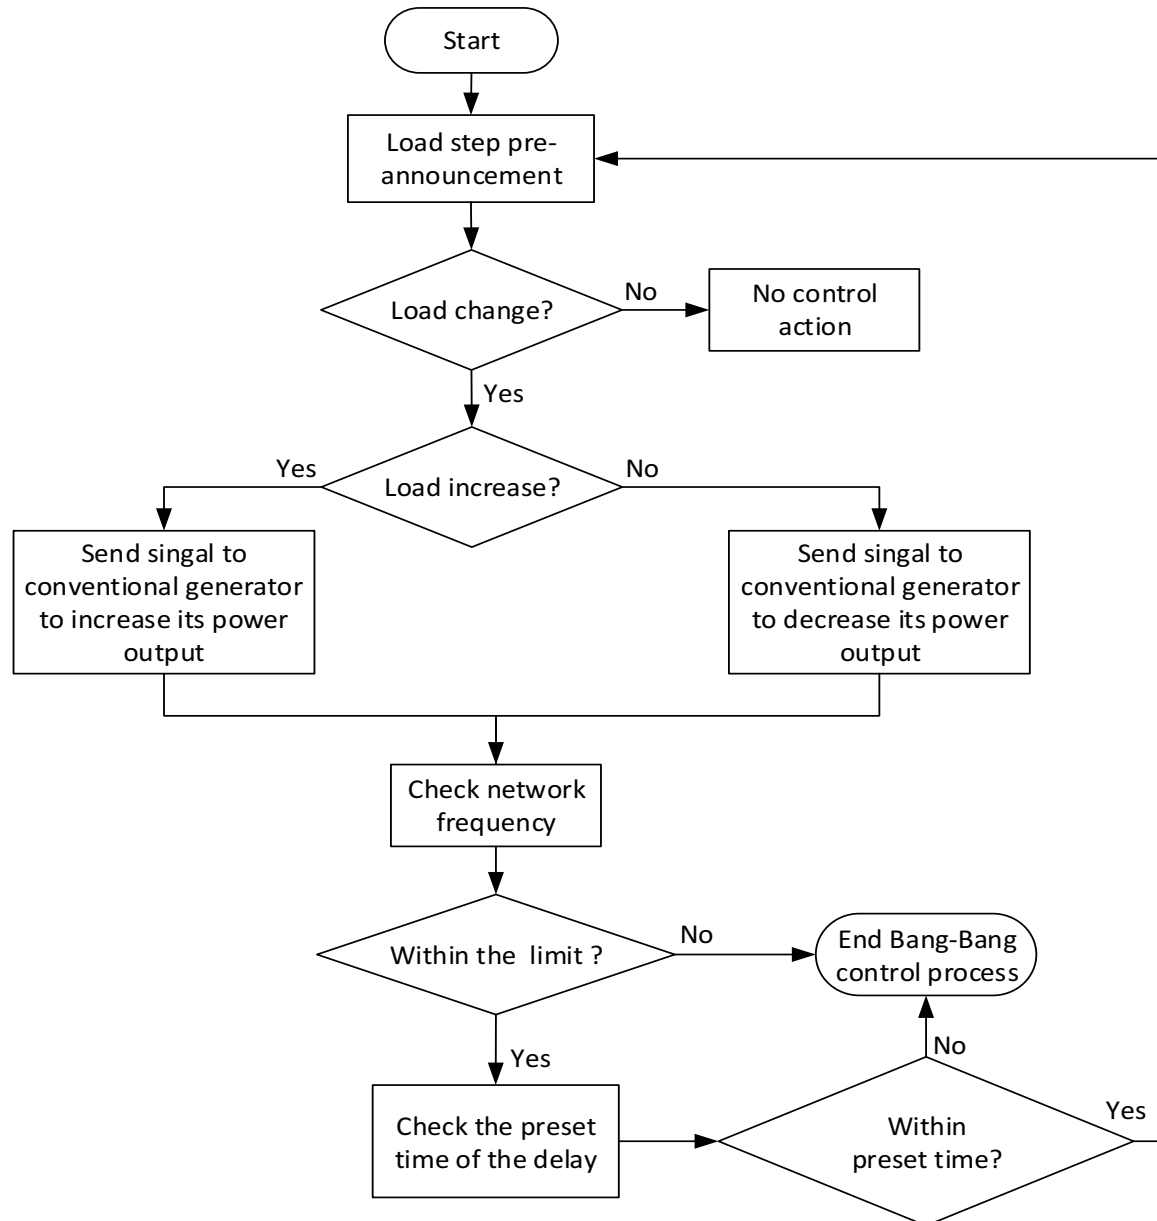 Start
Load step pre-
announcement
Load change?
No
No control
action
Yes
Load increase?
Yes
No
Send singal to
conventional generator
to increase its power
output
Send singal to
conventional generator
to decrease its power
output
Check network
frequency
Within the  limit ?
No
End Bang-Bang
control process
Yes
No
Check the preset
time of the delay
Within
preset time?
Yes